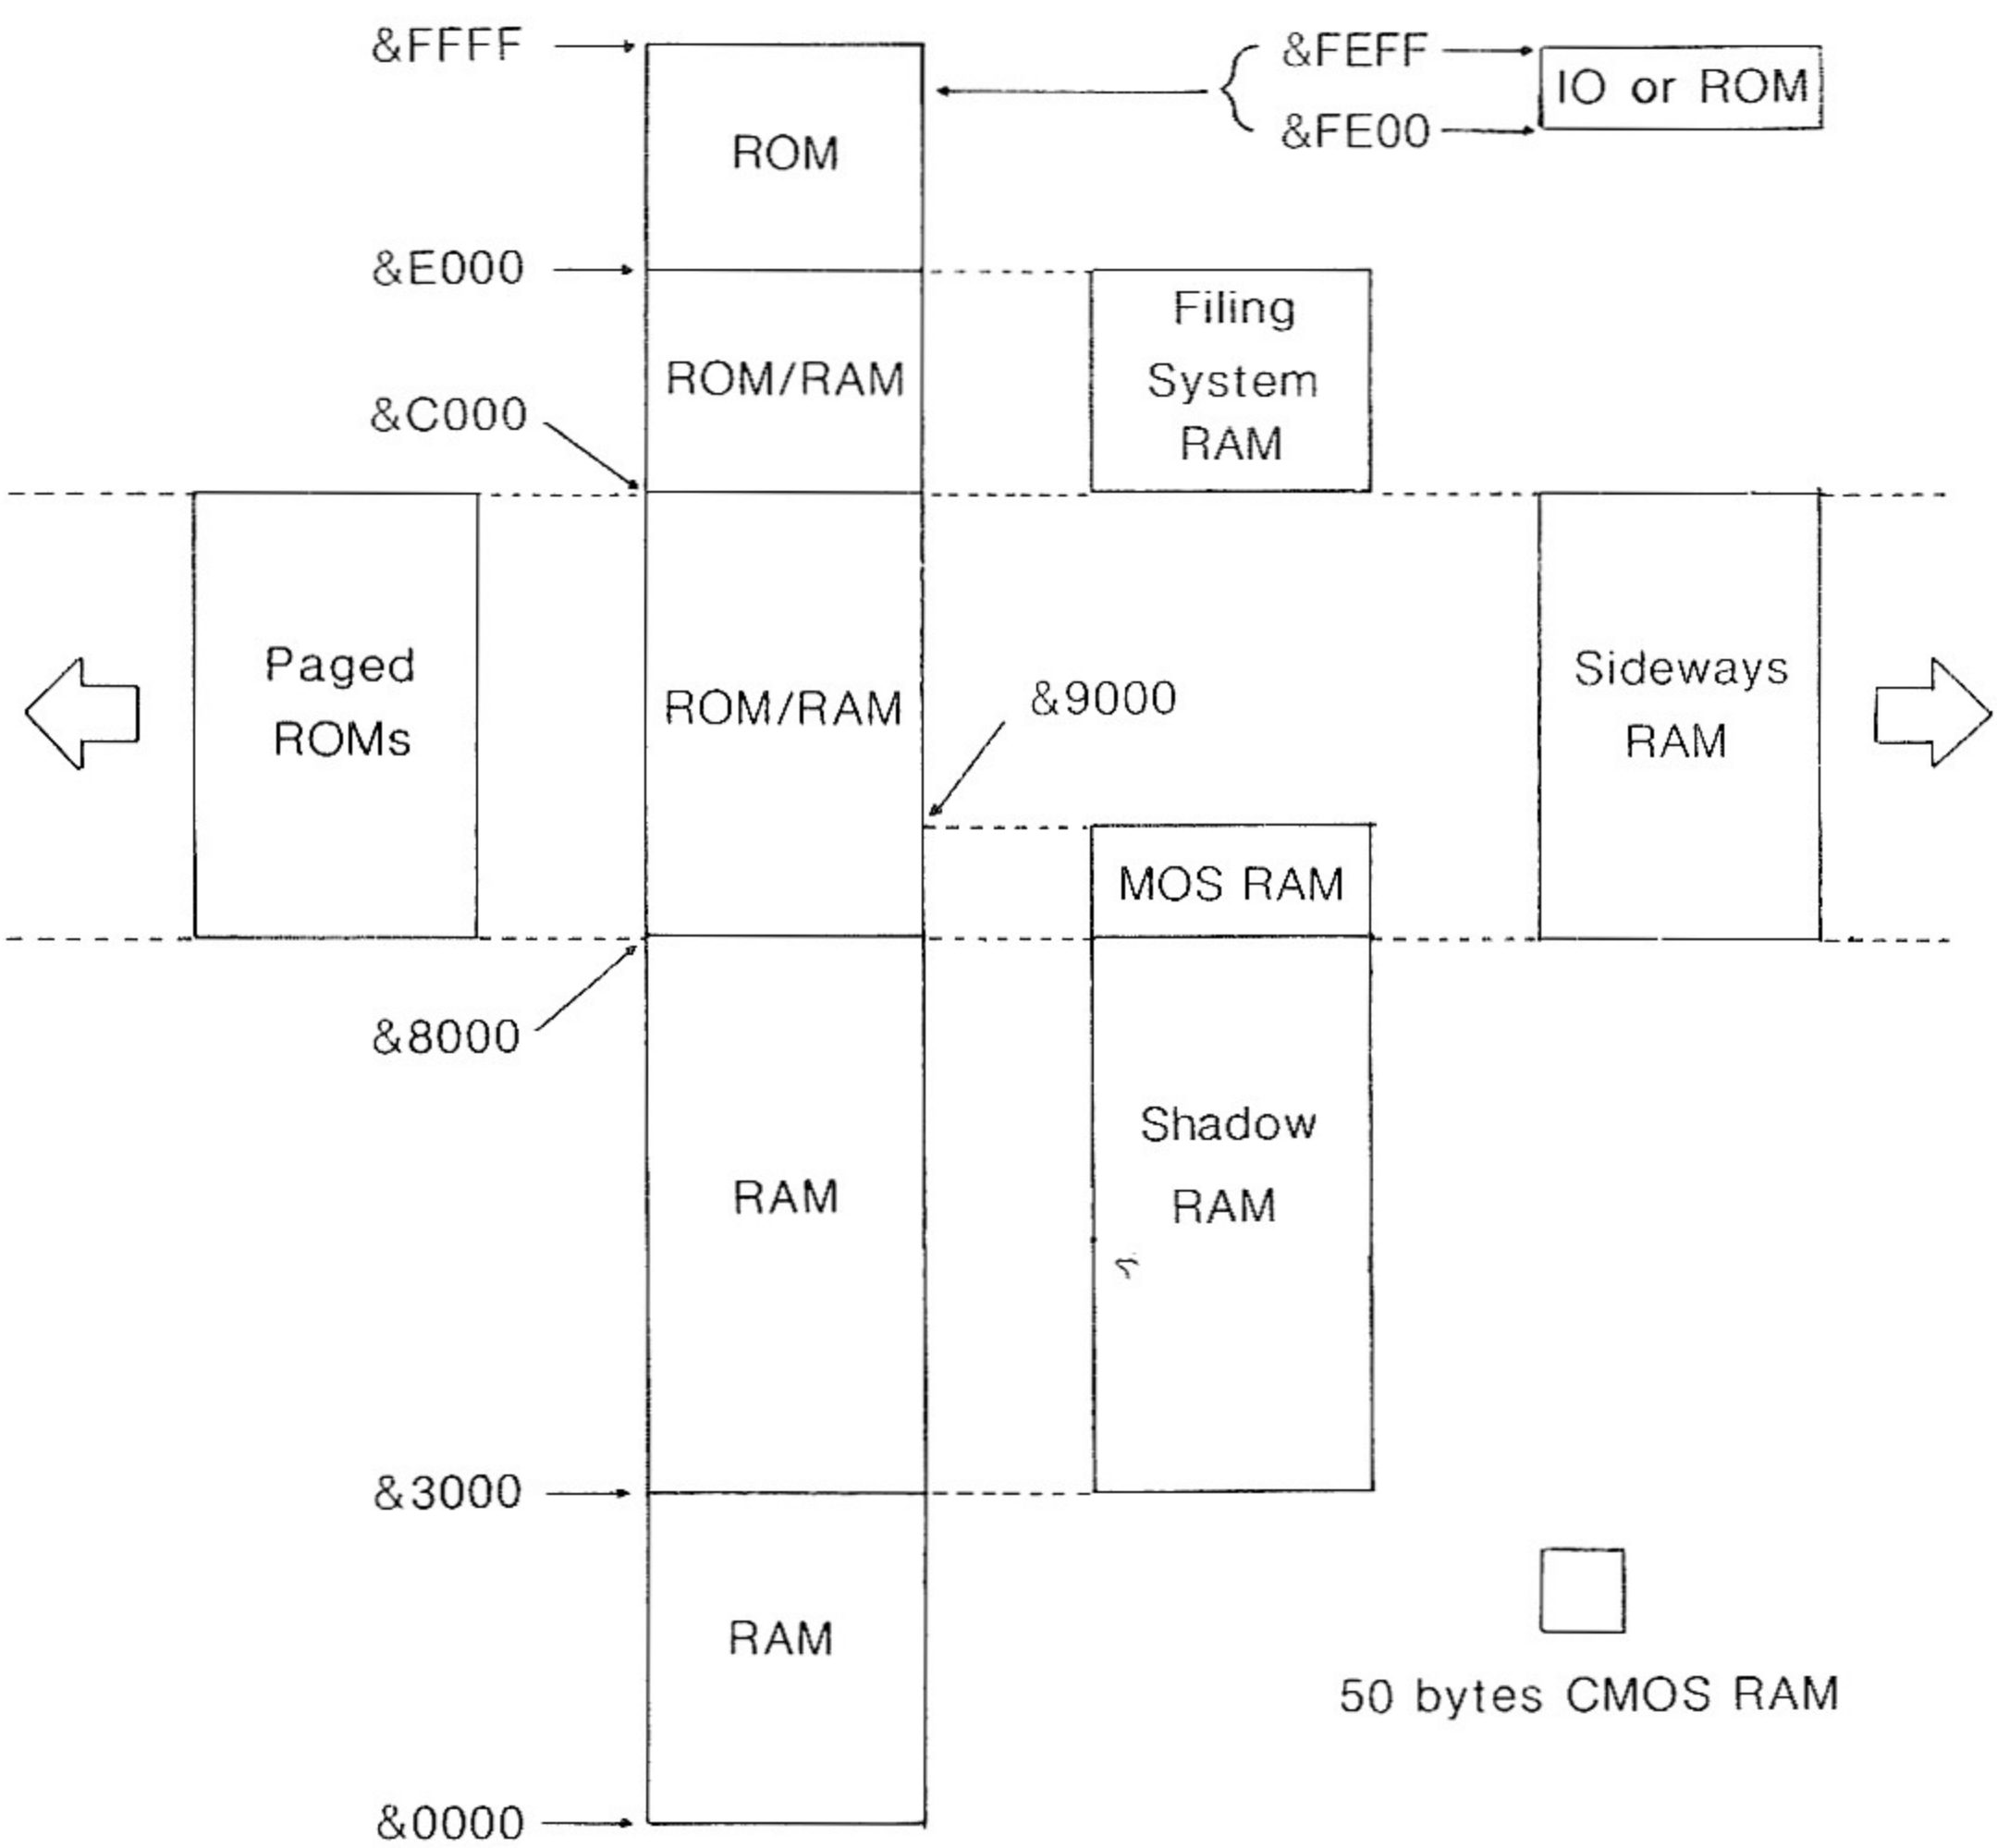 &FFFF
&FEFF
IO or ROM
&FE00
ROM
&E000
Filing
System
RAM
ROM/RAM
&C000
Paged
ROMs
ROM/RAM
&9000
Sideways
RAM
MOS RAM
&8000
Shadow
RAM
RAM
&3000
RAM
50 bytes CMOS RAM
&0000